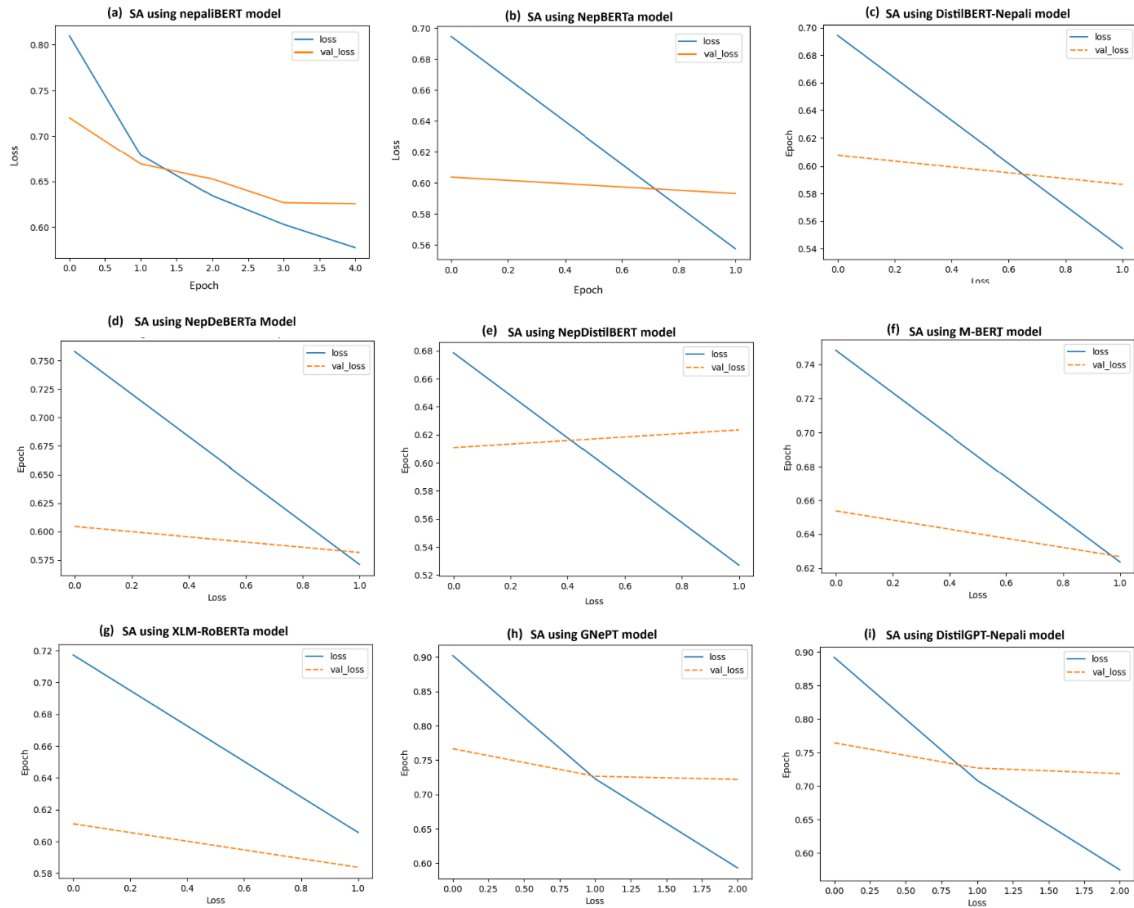 (a) SA using nepaliBERT model
loss
val_loss
0.80
0.75
0.70
0.65
0.60
Loss
0.0 0.5 1.0 1.5 2.0 2.5 3.0 3.5 4.0
Epoch
(b) SA using NepBERTa model
loss
val_loss
0.70
0.68
0.66
0.64
0.62
0.60
0.58
0.56
Loss
0.0 0.2 0.4 0.6 0.8 1.0
Epoch
(c) SA using DistilBERT-Nepali model
loss
val_loss
0.70
0.68
0.66
0.64
0.62
0.60
0.58
0.56
0.54
Epoch
0.0 0.2 0.4 0.6 0.8 1.0
Loss
(d) SA using NepDeBERTa Model
loss
val_loss
0.750
0.725
0.700
0.675
0.650
0.625
0.600
0.575
Epoch
0.0 0.2 0.4 0.6 0.8 1.0
Loss
(e) SA using NepDistilBERT model
loss
val_loss
0.68
0.66
0.64
0.62
0.60
0.58
0.56
0.54
0.52
Epoch
0.0 0.2 0.4 0.6 0.8 1.0
Loss
(f) SA using M-BERT model
loss
val_loss
0.74
0.72
0.70
0.68
0.66
0.64
0.62
Epoch
0.0 0.2 0.4 0.6 0.8 1.0
Loss
(g) SA using XLM-RoBERTa model
loss
val_loss
0.72
0.70
0.68
0.66
0.64
0.62
0.60
0.58
Epoch
0.0 0.2 0.4 0.6 0.8 1.0
Loss
(h) SA using GNePT model
loss
val_loss
0.90
0.85
0.80
0.75
0.70
0.65
0.60
Epoch
0.00 0.25 0.50 0.75 1.00 1.25 1.50 1.75 2.00
Loss
(i) SA using DistilGPT-Nepali model
loss
val_loss
0.90
0.85
0.80
0.75
0.70
0.65
0.60
Epoch
0.00 0.25 0.50 0.75 1.00 1.25 1.50 1.75 2.00
Loss